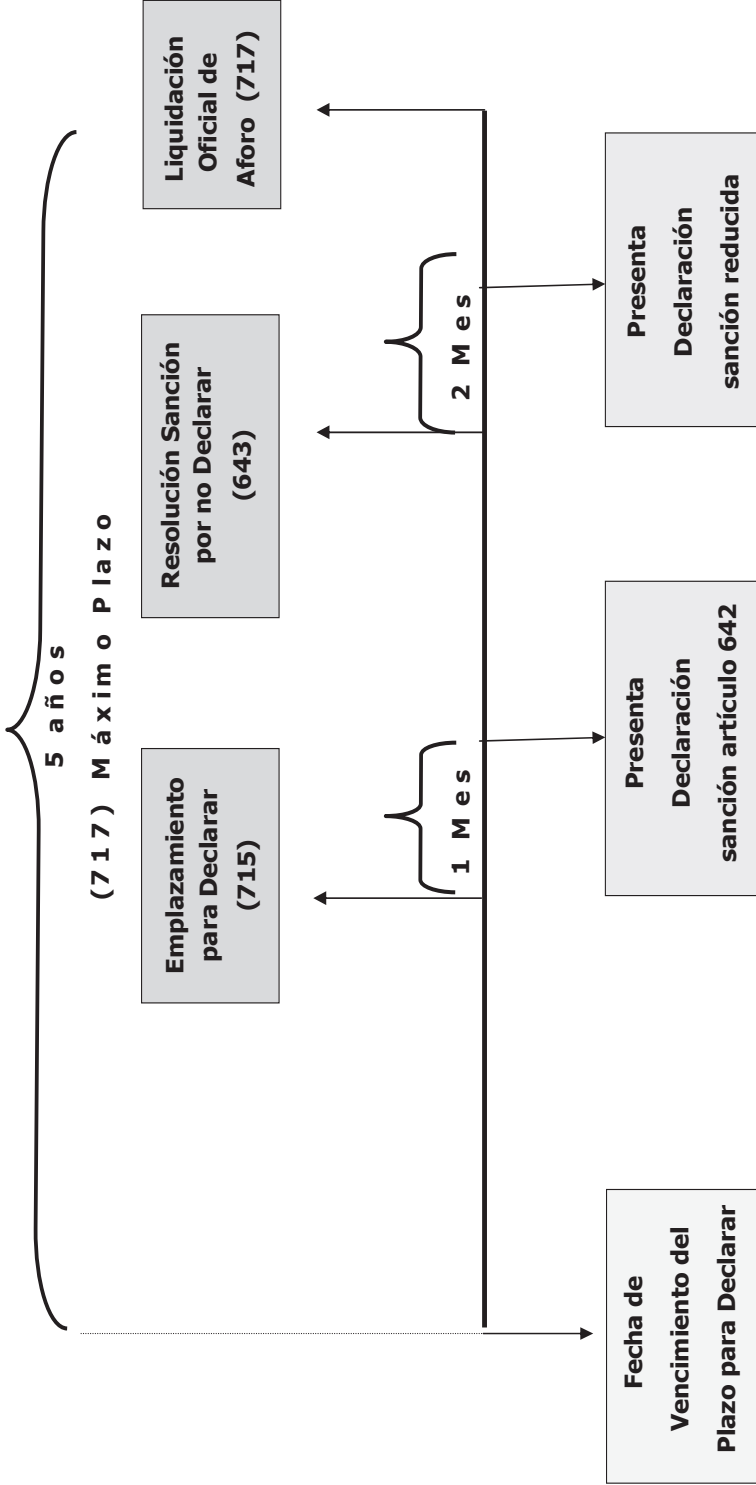 5 años
(717) Máximo Plazo
Emplazamiento
para Declarar
(715)
Resolución Sanción
por no Declarar
(643)
Liquidación
Oficial de
Aforo (717)
1 Mes
2 Mes
Fecha de
Vencimiento del
Plazo para Declarar
Presenta
Declaración
sanción artículo 642
Presenta
Declaración
sanción reducida